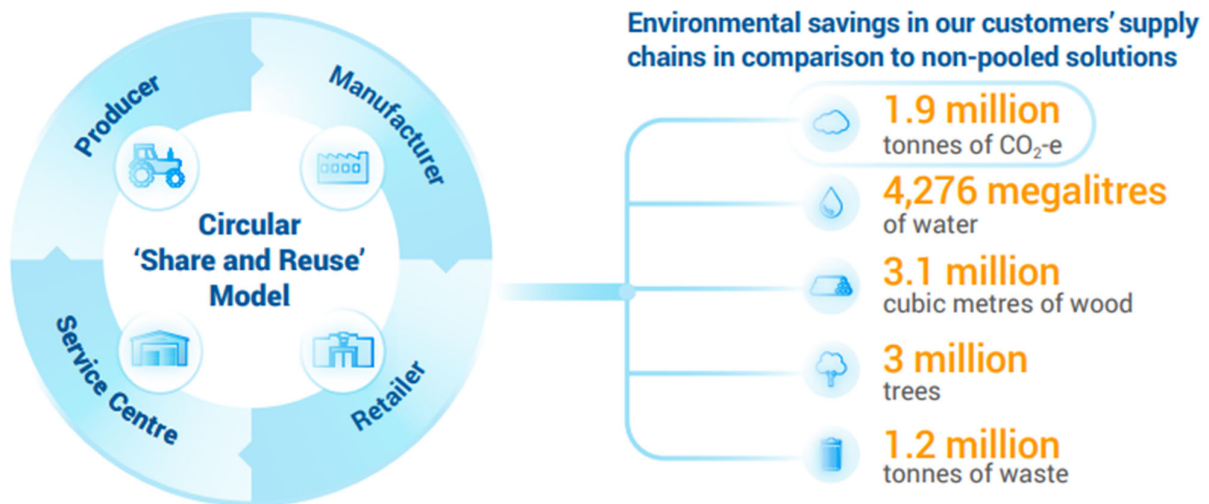 Producer
Manufacturer
Retailer
Service Centre
Circular
‘Share and Reuse’
Model
Environmental savings in our customers’ supply
chains in comparison to non-pooled solutions
1.9 million
tonnes of CO₂-e
4,276 megalitres
of water
3.1 million
cubic metres of wood
3 million
trees
1.2 million
tonnes of waste